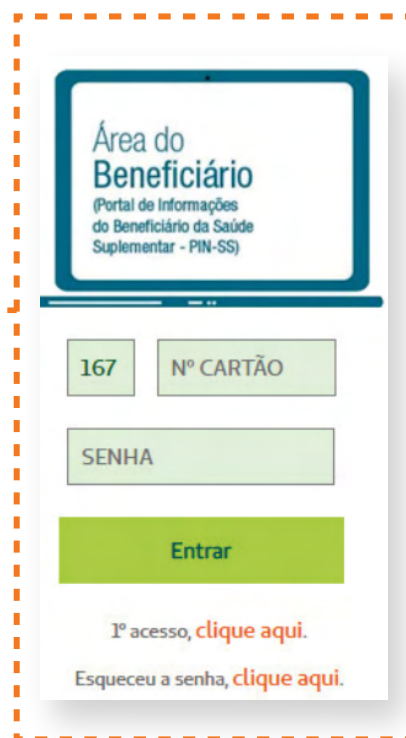 Área do
Beneficiário
(Portal de Informações
do Beneficiário da Saúde
Suplementar - PIN-SS)
167 Nº CARTÃO
SENHA
Entrar
1º acesso, clique aqui.
Esqueceu a senha, clique aqui.